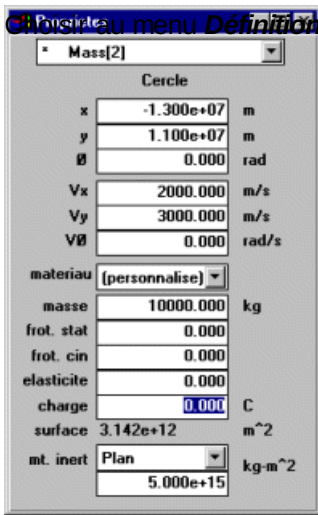 Propriétés
Choisir au menu Définition
* Mass[2]
Cercle
x -1.300e+07 m
y 1.100e+07 m
Ø 0.000 rad
Vx 2000.000 m/s
Vy 3000.000 m/s
VØ 0.000 rad/s
materiau (personnalise)
masse 10000.000 kg
frot. stat 0.000
frot. cin 0.000
elasticite 0.000
charge 0.000 C
surface 3.142e+12 m^2
mt. inert Plan kg-m^2
5.000e+15